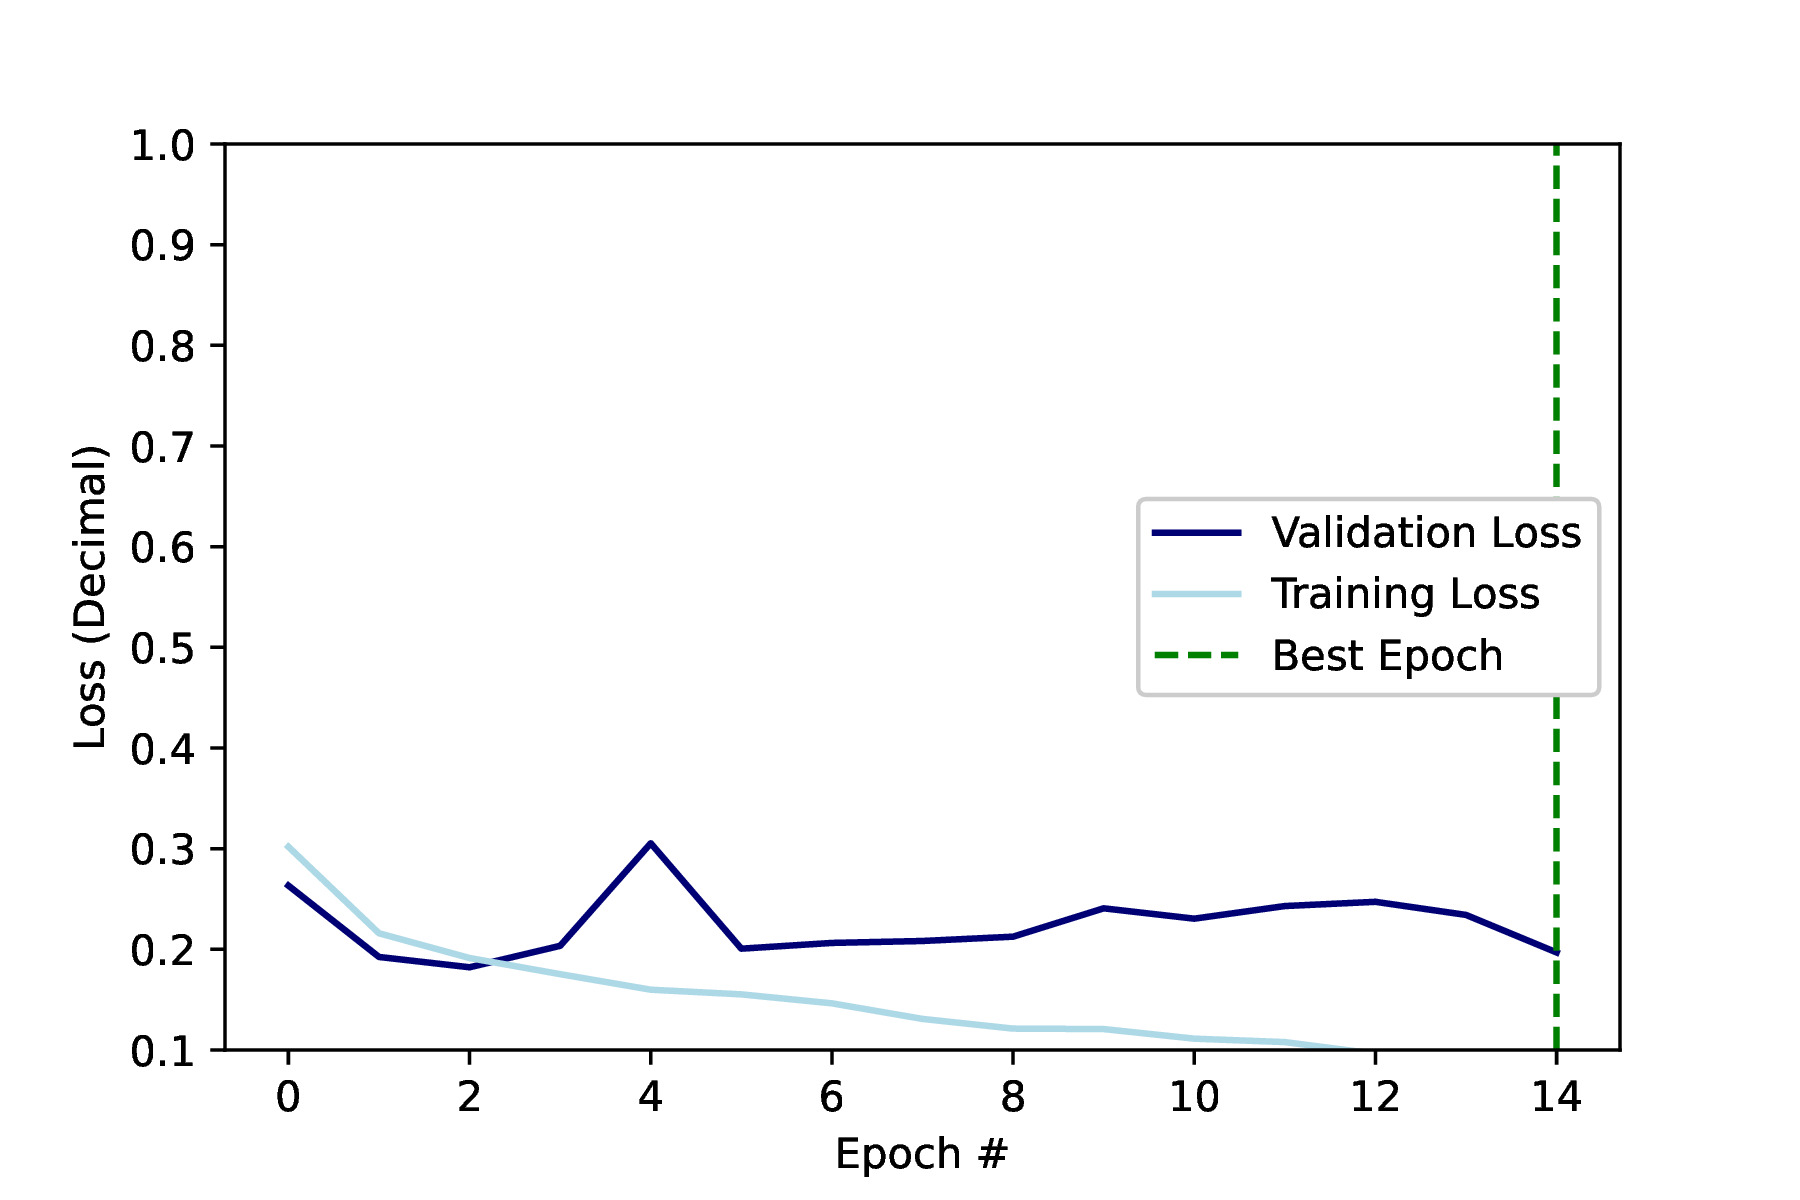 1.0
0.9
0.8
0.7
0.6
0.5
0.4
0.3
0.2
0.1
Loss (Decimal)
Validation Loss
Training Loss
Best Epoch
0 2 4 6 8 10 12 14
Epoch #